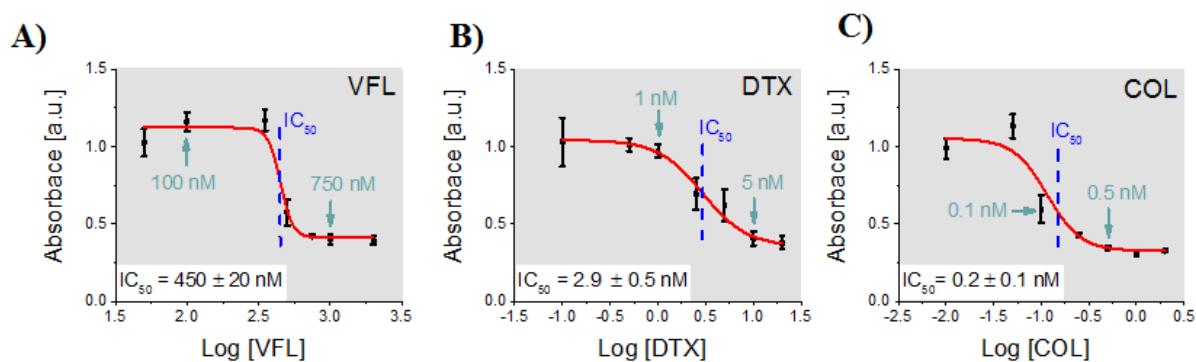 A)
VFL
IC50
100 nM
750 nM
IC50 = 450 ± 20 nM
Absorbace [a.u.]
0.0
0.5
1.0
1.5
1.5 2.0 2.5 3.0 3.5
Log [VFL]
B)
DTX
1 nM
IC50
5 nM
IC50 = 2.9 ± 0.5 nM
Absorbace [a.u.]
0.0
0.5
1.0
1.5
-1.5 -1.0 -0.5 0.0 0.5 1.0 1.5
Log [DTX]
C)
COL
IC50
0.1 nM
0.5 nM
IC50= 0.2 ± 0.1 nM
Absorbace [a.u.]
0.0
0.5
1.0
1.5
-2.5 -2.0 -1.5 -1.0 -0.5 0.0 0.5
Log [COL]